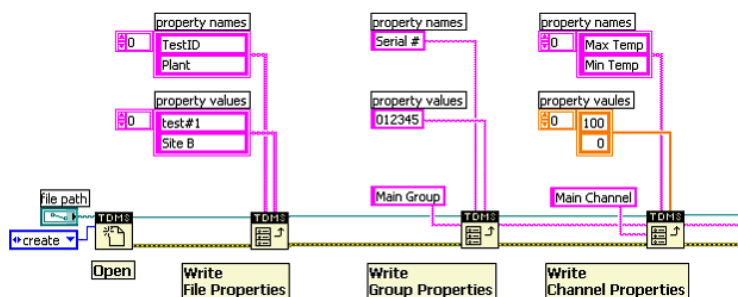 property names
0
TestID
Plant
property values
0
test#1
Site B
file path
create
TDMS
Open
TDMS
Write
File Properties
property names
Serial #
property values
012345
Main Group
TDMS
Write
Group Properties
property names
0
Max Temp
Min Temp
property vaules
0
100
0
Main Channel
TDMS
Write
Channel Properties